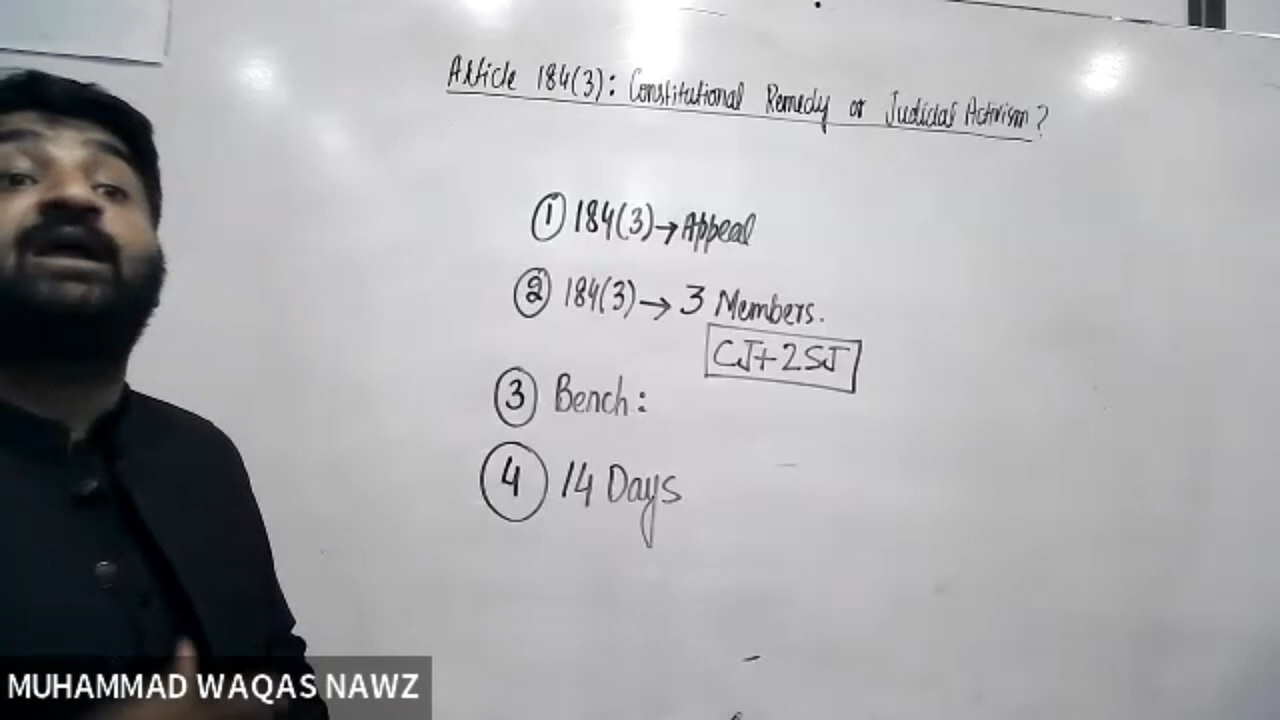 Article 184(3): Constitutional Remedy or Judicial Activism?
① 184(3)→Appeal
② 184(3)→ 3 Members.
CJ+2SJ
③ Bench:
④ 14 Days
MUHAMMAD WAQAS NAWZ